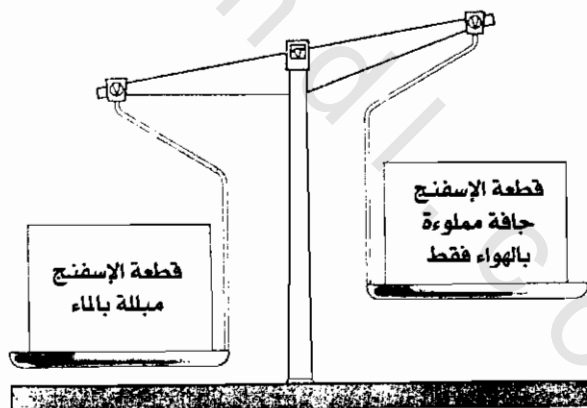 قطعة الإسفنج
جافة مملوءة
بالهواء فقط
قطعة الإسفنج
مبللة بالماء